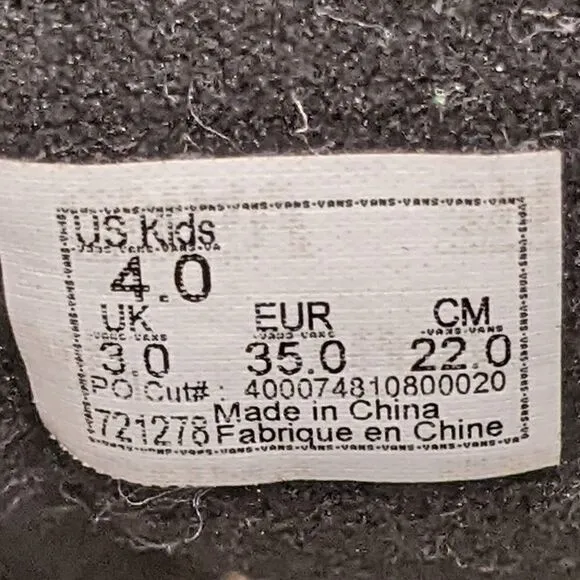 US Kids
4.0
UK EUR CM
3.0 35.0 22.0
PO Cut# : 400074810800020
721278 Made in China
Fabrique en Chine